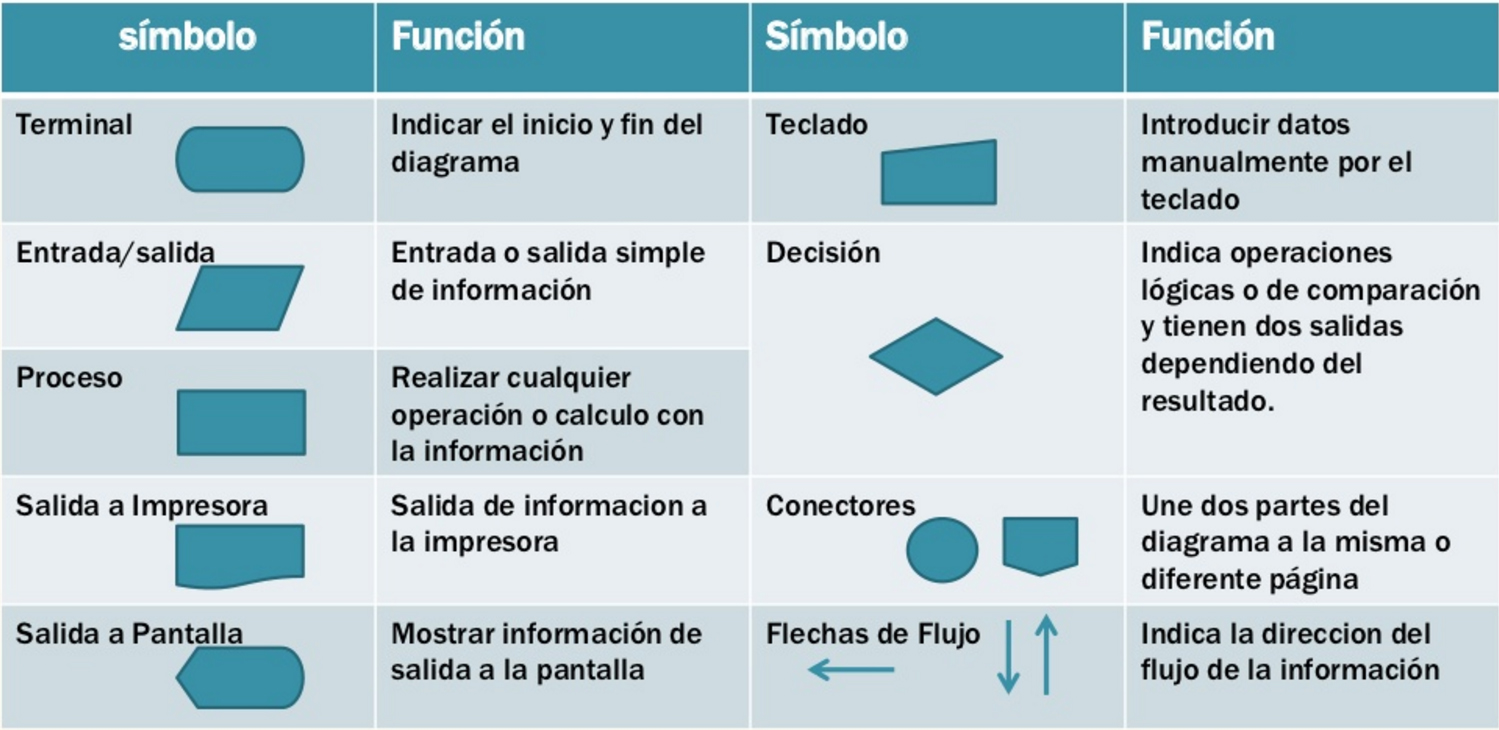 símbolo
Función
Símbolo
Función
Terminal
Indicar el inicio y fin del
diagrama
Teclado
Introducir datos
manualmente por el
teclado
Entrada/salida
Entrada o salida simple
de información
Decisión
Indica operaciones
lógicas o de comparación
y tienen dos salidas
dependiendo del
resultado.
Proceso
Realizar cualquier
operación o calculo con
la información
Salida a Impresora
Salida de informacion a
la impresora
Conectores
Une dos partes del
diagrama a la misma o
diferente página
Salida a Pantalla
Mostrar información de
salida a la pantalla
Flechas de Flujo
Indica la direccion del
flujo de la información